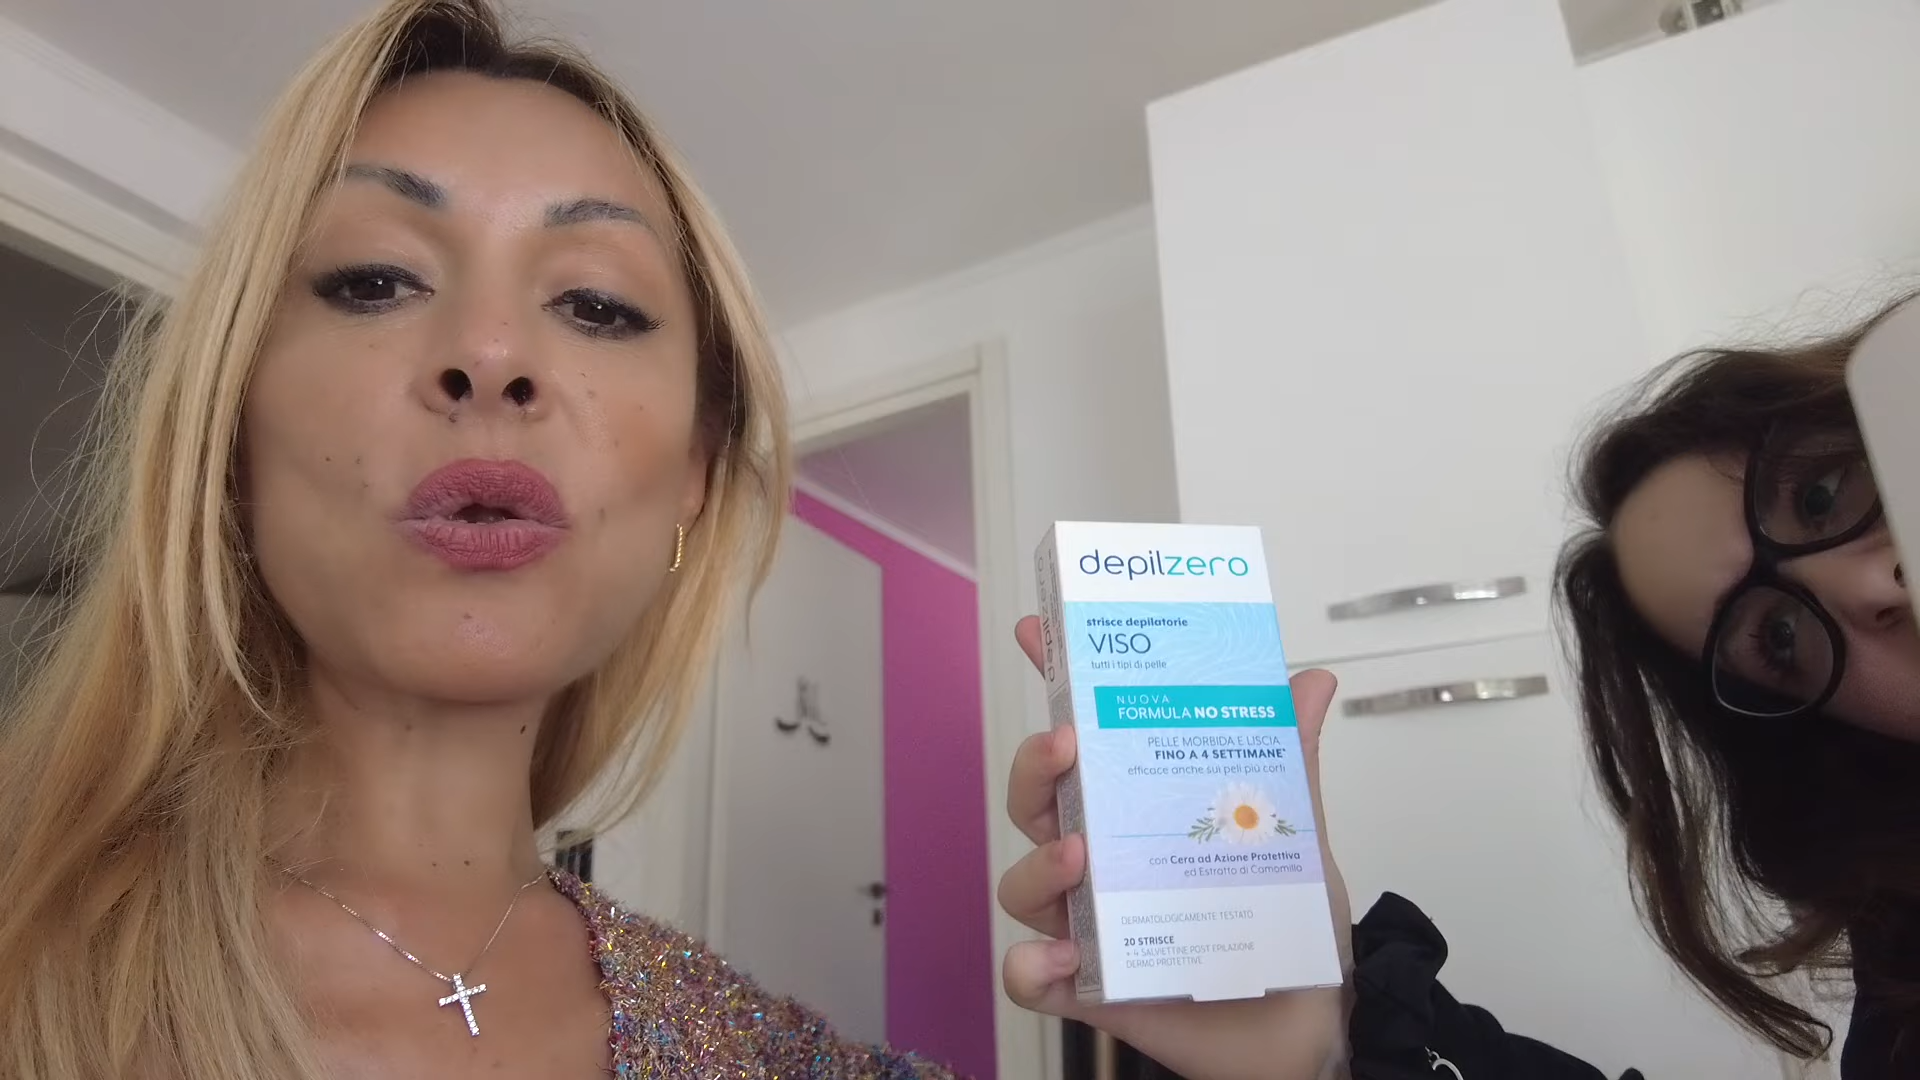 depilzero
strisce depilatorie
VISO
tutti i tipi di pelle
NUOVA
FORMULA NO STRESS
PELLE MORBIDA E LISCIA
FINO A 4 SETTIMANE*
efficace anche sui peli più corti
con Cera ad Azione Protettiva
ed Estratto di Camomilla
DERMATOLOGICAMENTE TESTATO
20 STRISCE
+ 4 SALVIETTINE POST EPILAZIONE
DERMO PROTETTIVE
depilzero